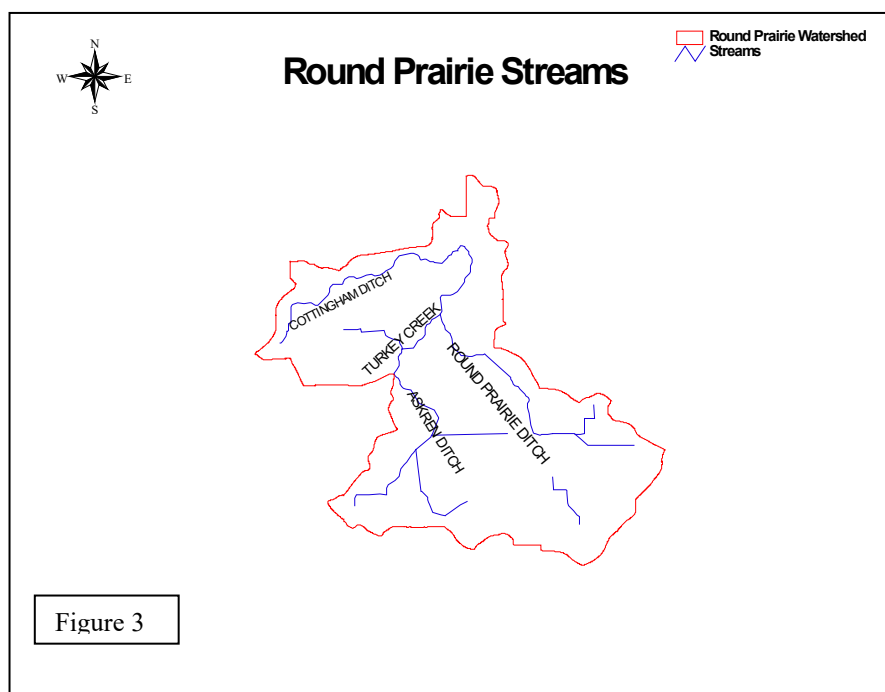 N
W E
S
Round Prairie Streams
Round Prairie Watershed
Streams
COTTINGHAM DITCH
TURKEY CREEK
ROUND PRAIRIE DITCH
ASKREN DITCH
Figure 3